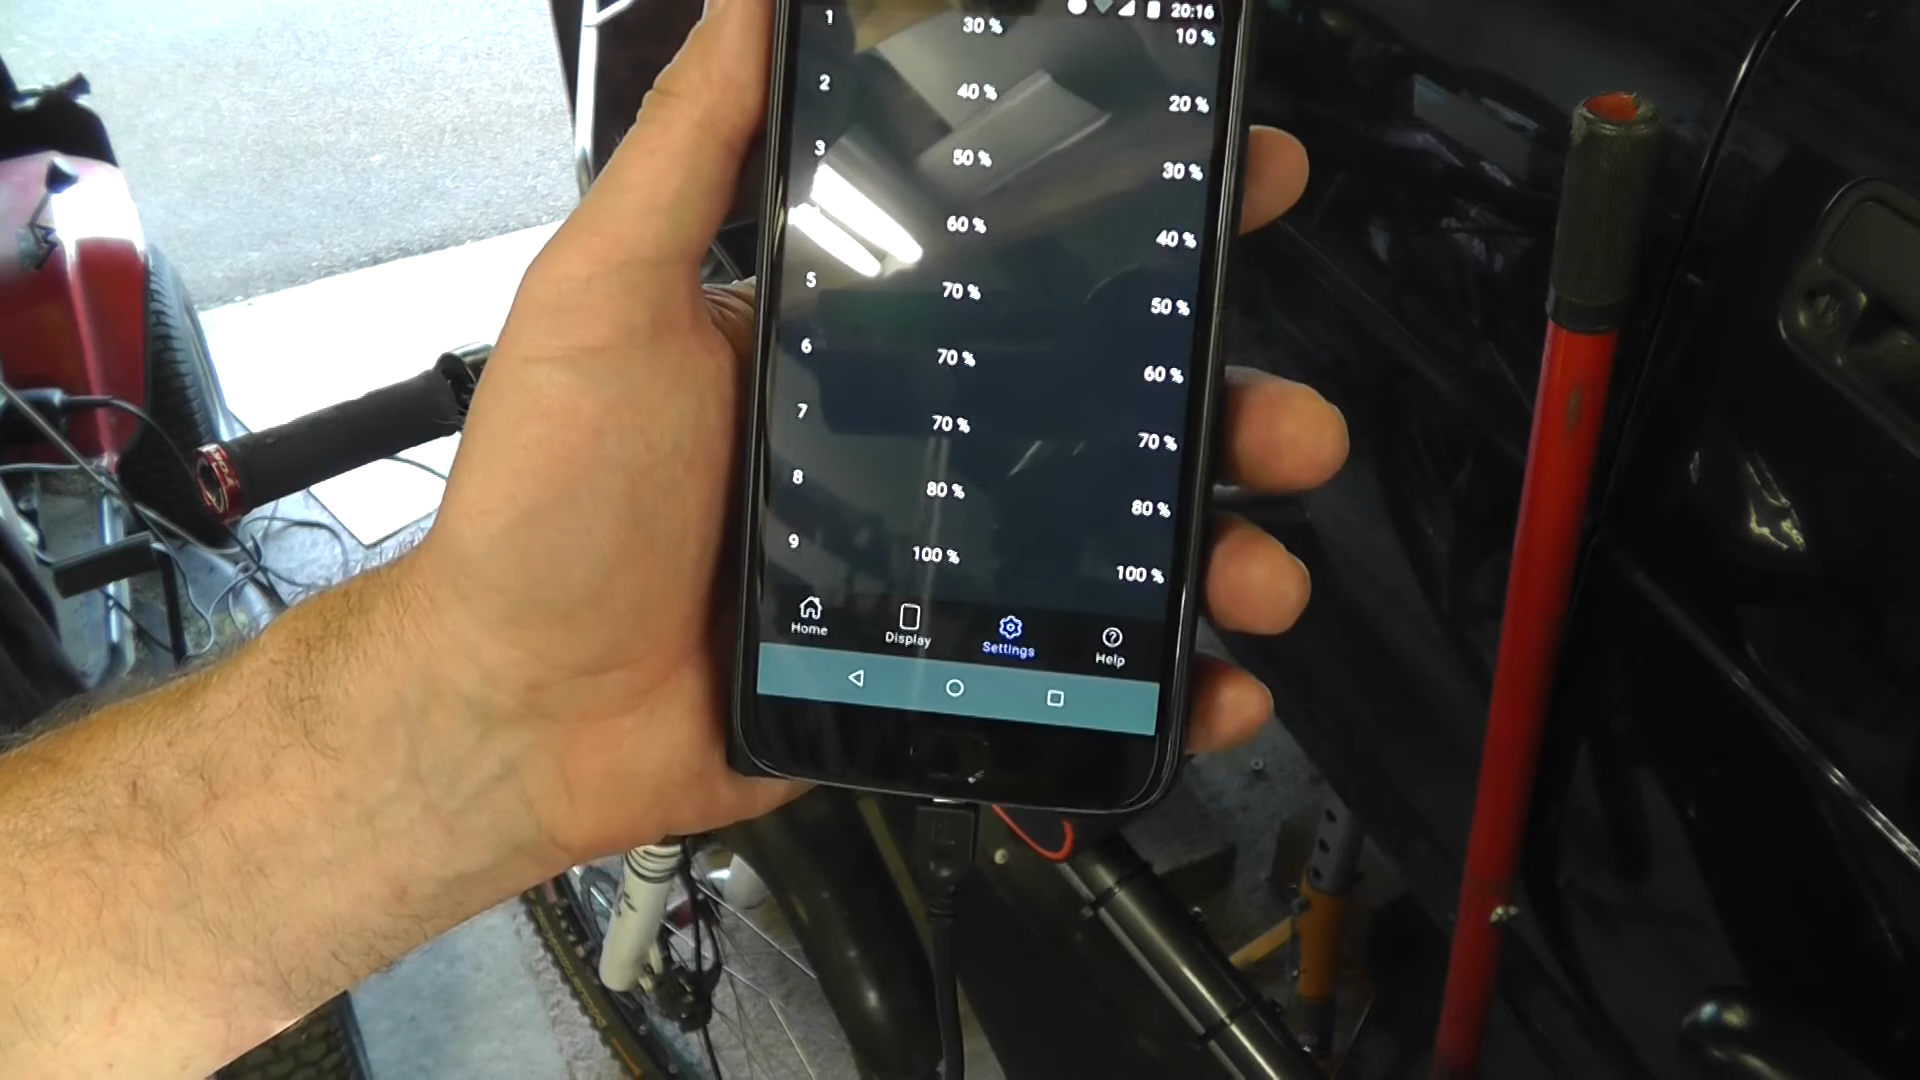 20:16
1 30 % 10 %
2 40 % 20 %
3 50 % 30 %
60 % 40 %
5 70 % 50 %
6 70 % 60 %
7 70 % 70 %
8 80 % 80 %
9 100 % 100 %
Home Display Settings Help